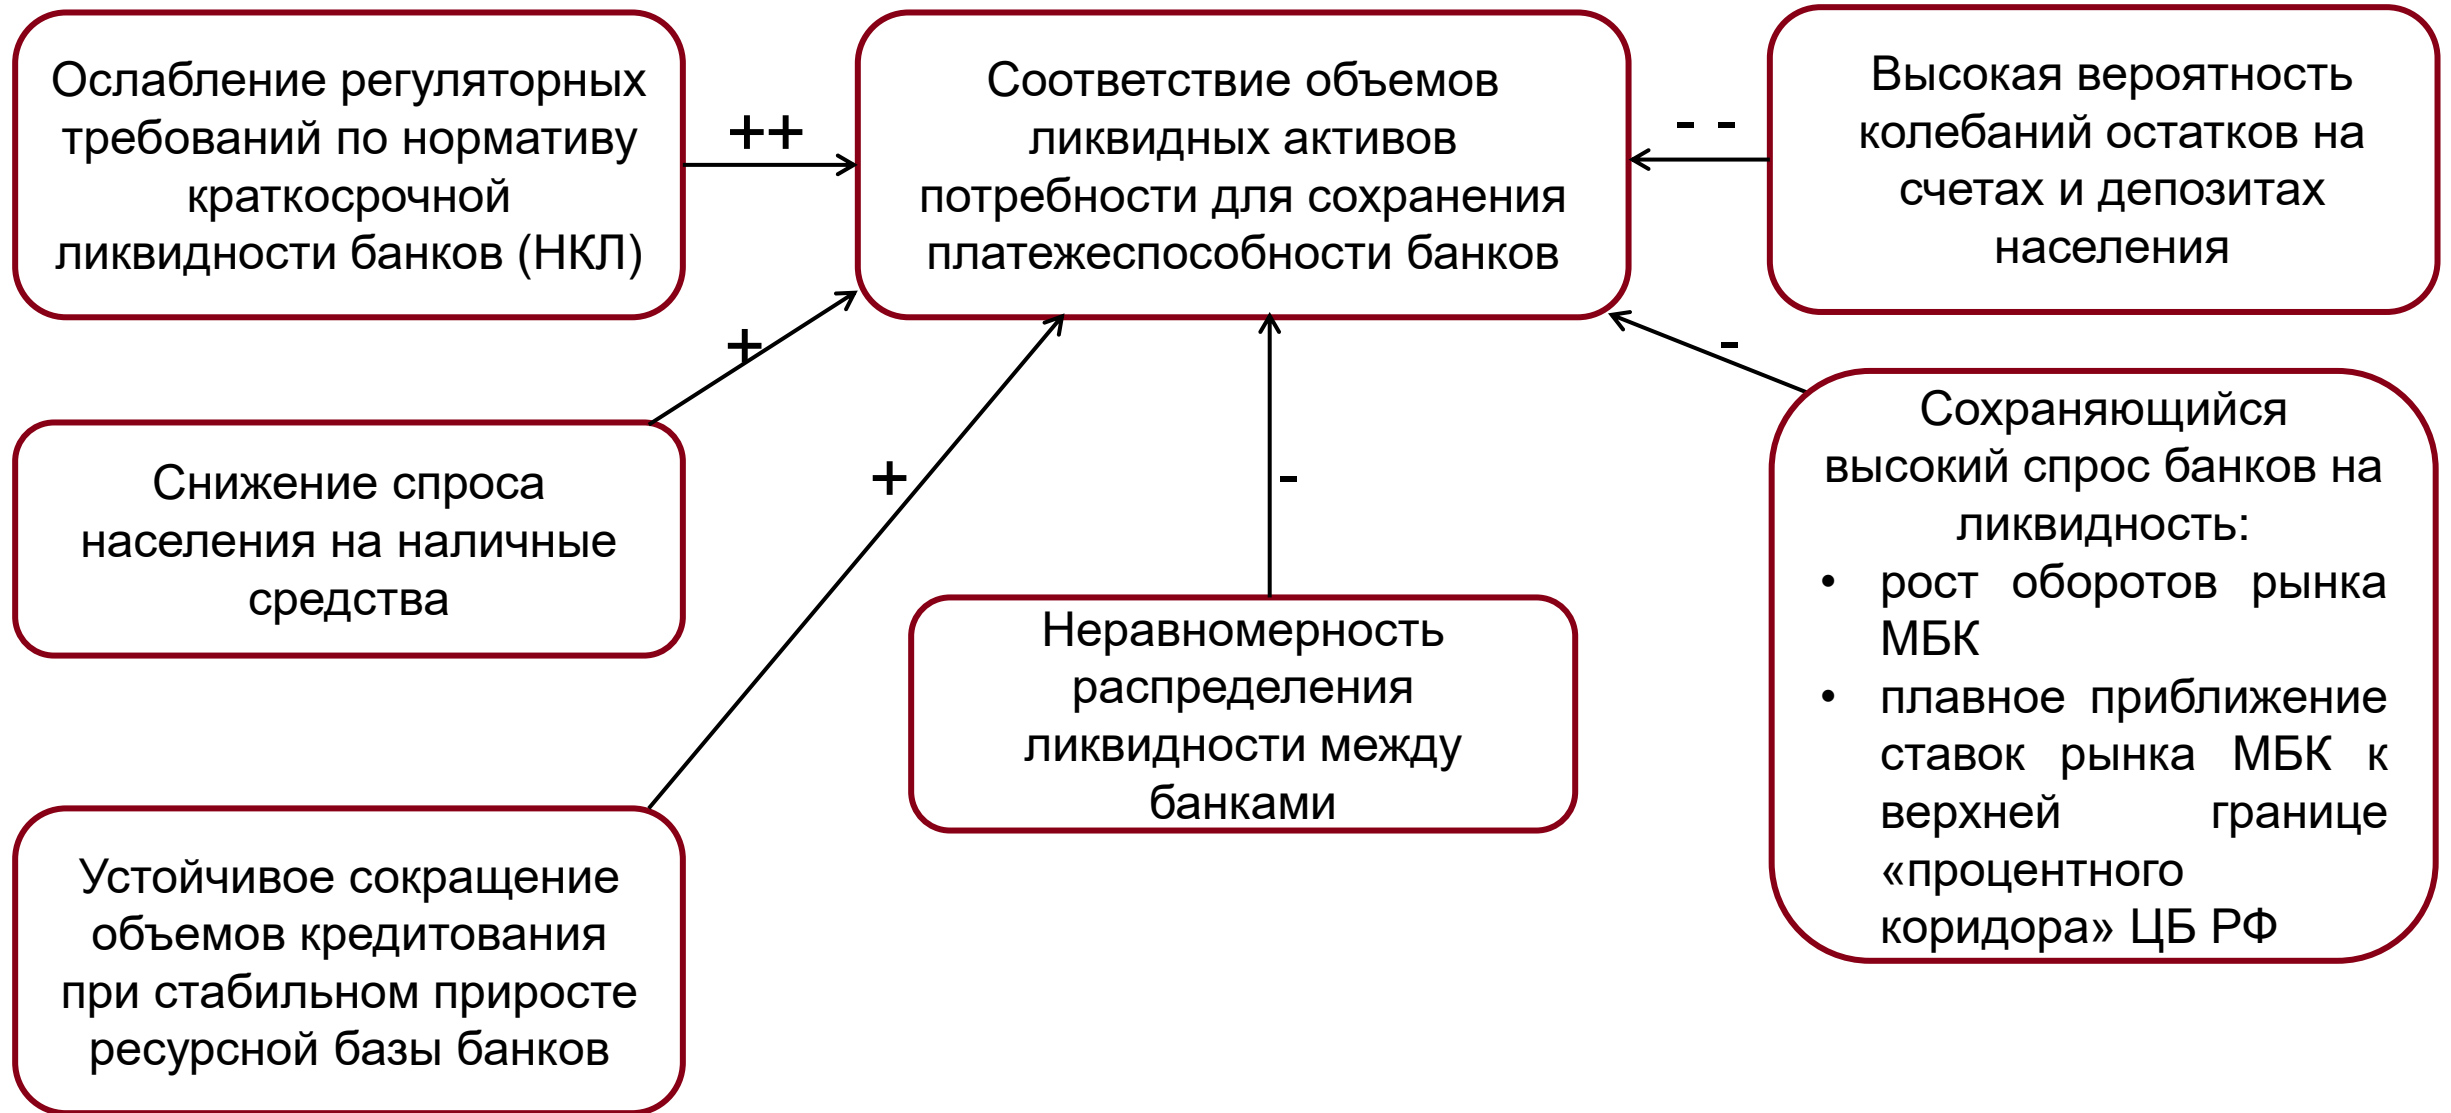 Ослабление регуляторных
требований по нормативу
краткосрочной
ликвидности банков (НКЛ)
++
Соответствие объемов
ликвидных активов
потребности для сохранения
платежеспособности банков
- -
Высокая вероятность
колебаний остатков на
счетах и депозитах
населения
+
Снижение спроса
населения на наличные
средства
+
Устойчивое сокращение
объемов кредитования
при стабильном приросте
ресурсной базы банков
-
Неравномерность
распределения
ликвидности между
банками
-
Сохраняющийся
высокий спрос банков на
ликвидность:
• рост оборотов рынка
МБК
• плавное приближение
ставок рынка МБК к
верхней границе
«процентного
коридора» ЦБ РФ